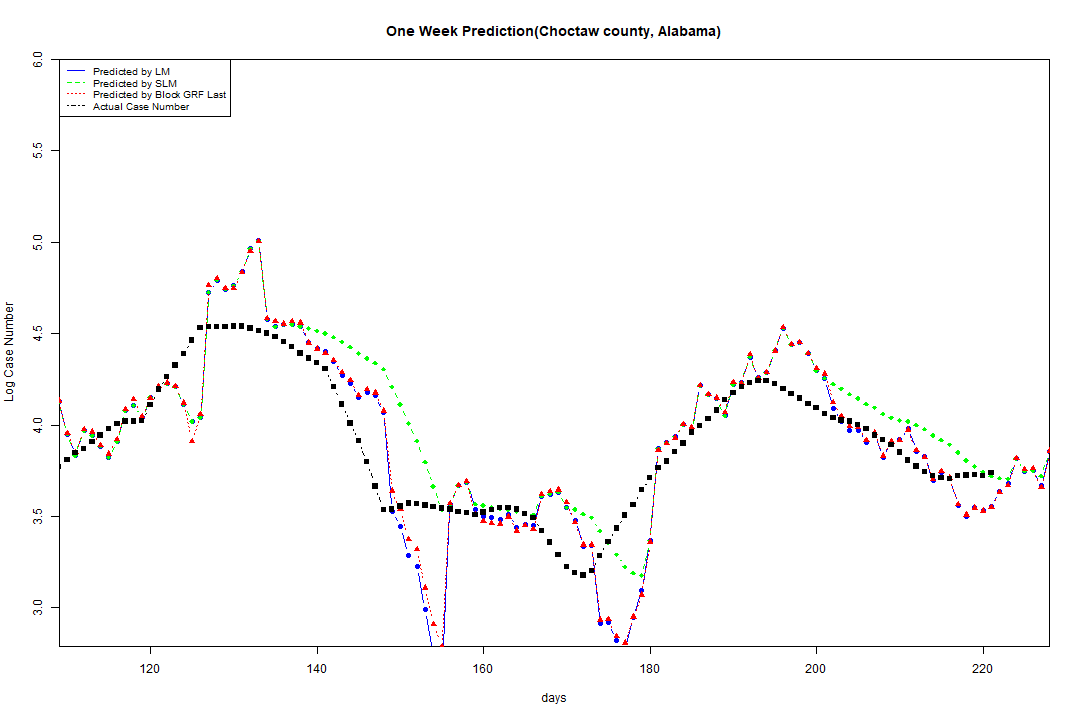 One Week Prediction(Choctaw county, Alabama)
Predicted by LM
Predicted by SLM
Predicted by Block GRF Last
Actual Case Number
6.0
5.5
5.0
4.5
4.0
3.5
3.0
Log Case Number
120 140 160 180 200 220
days